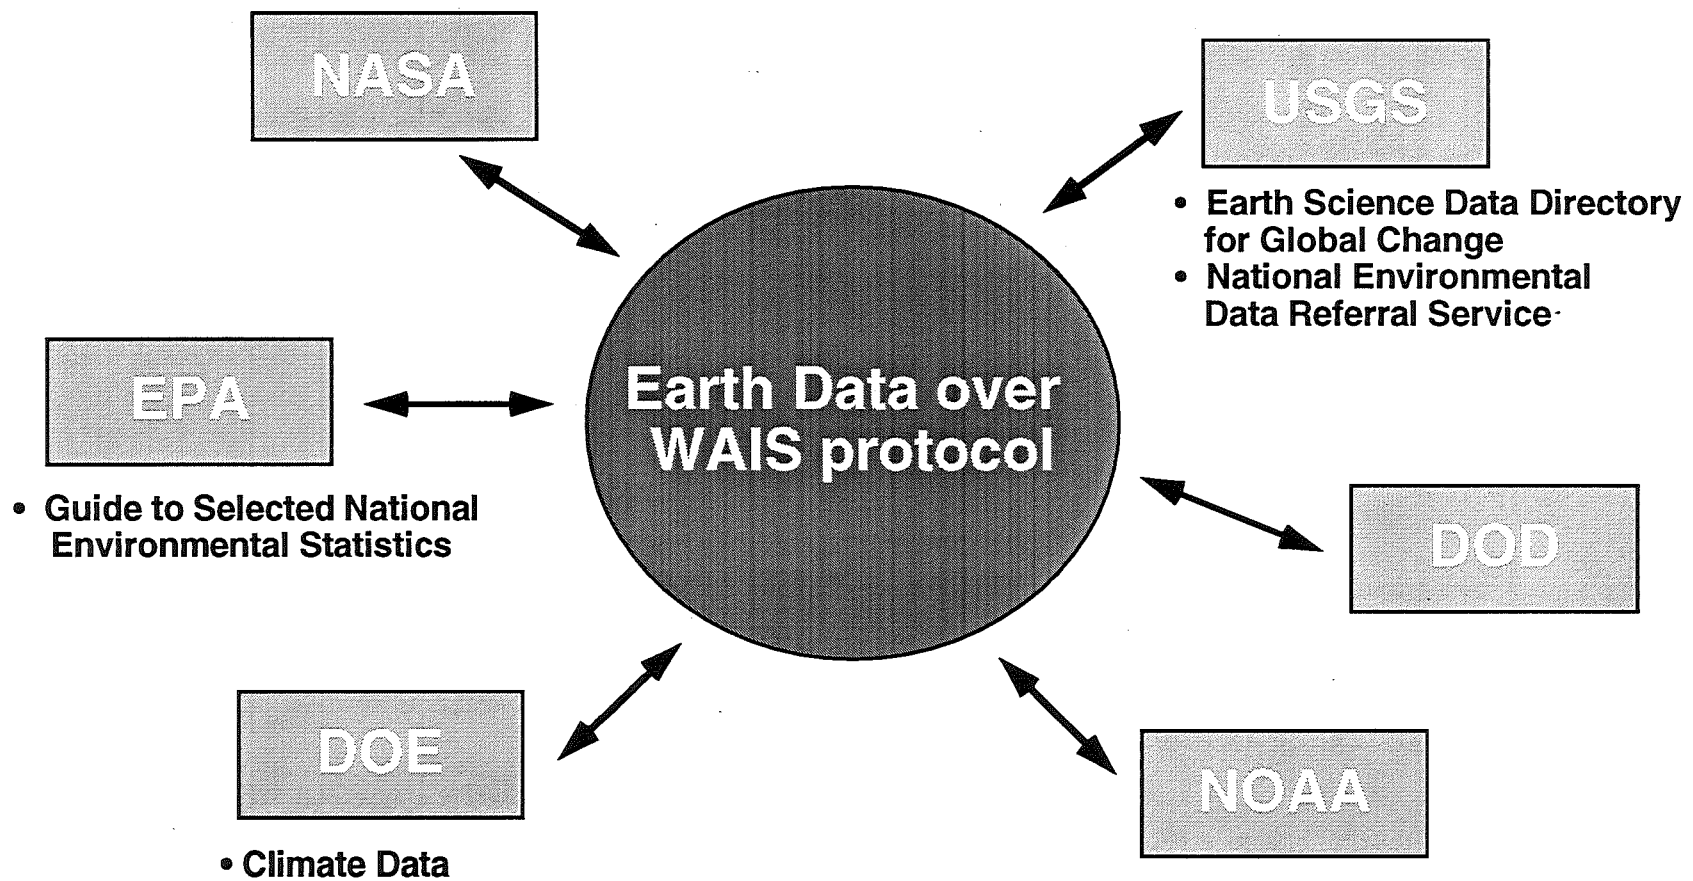 NASA
USGS
• Earth Science Data Directory
for Global Change
• National Environmental
Data Referral Service
Earth Data over
WAIS protocol
EPA
• Guide to Selected National
Environmental Statistics
DOD
DOE
• Climate Data
NOAA